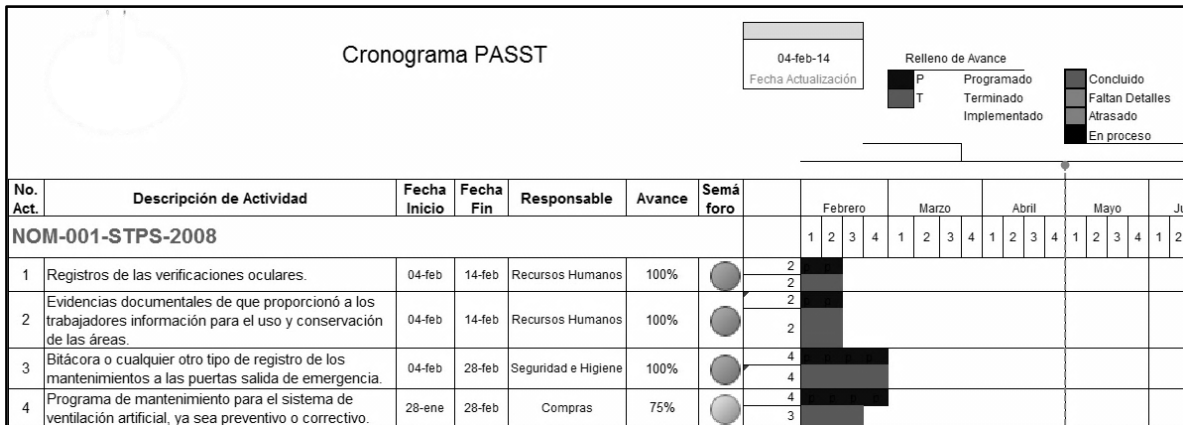 Cronograma PASST
04-feb-14
Fecha Actualización
Relleno de Avance
P Programado
T Terminado
Implementado
Concluido
Faltan Detalles
Atrasado
En proceso
No. Act. Descripción de Actividad Fecha Inicio Fecha Fin Responsable Avance Semá foro
Febrero Marzo Abril Mayo
NOM-001-STPS-2008 1 2 3 4 1 2 3 4 1 2 3 4 1 2 3 4 1 2
1 Registros de las verificaciones oculares. 04-feb 14-feb Recursos Humanos 100% 2
2
Evidencias documentales de que proporcionó a los 2
2 trabajadores información para el uso y conservación 04-feb 14-feb Recursos Humanos 100% 2
de las áreas.
Bitácora o cualquier otro tipo de registro de los 4
3 mantenimientos a las puertas salida de emergencia. 04-feb 28-feb Seguridad e Higiene 100% 4
Programa de mantenimiento para el sistema de 4
4 ventilación artificial, ya sea preventivo o correctivo. 28-ene 28-feb Compras 75% 3